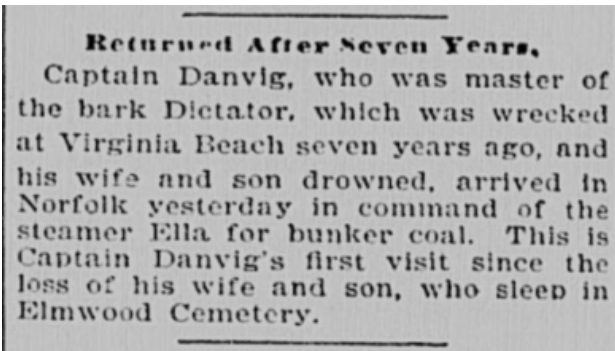 Returned After Seven Years.
Captain Danvig, who was master of
the bark Dictator, which was wrecked
at Virginia Beach seven years ago, and
his wife and son drowned, arrived in
Norfolk yesterday in command of the
steamer Ella for bunker coal. This is
Captain Danvig's first visit since the
loss of his wife and son, who sleep in
Elmwood Cemetery.